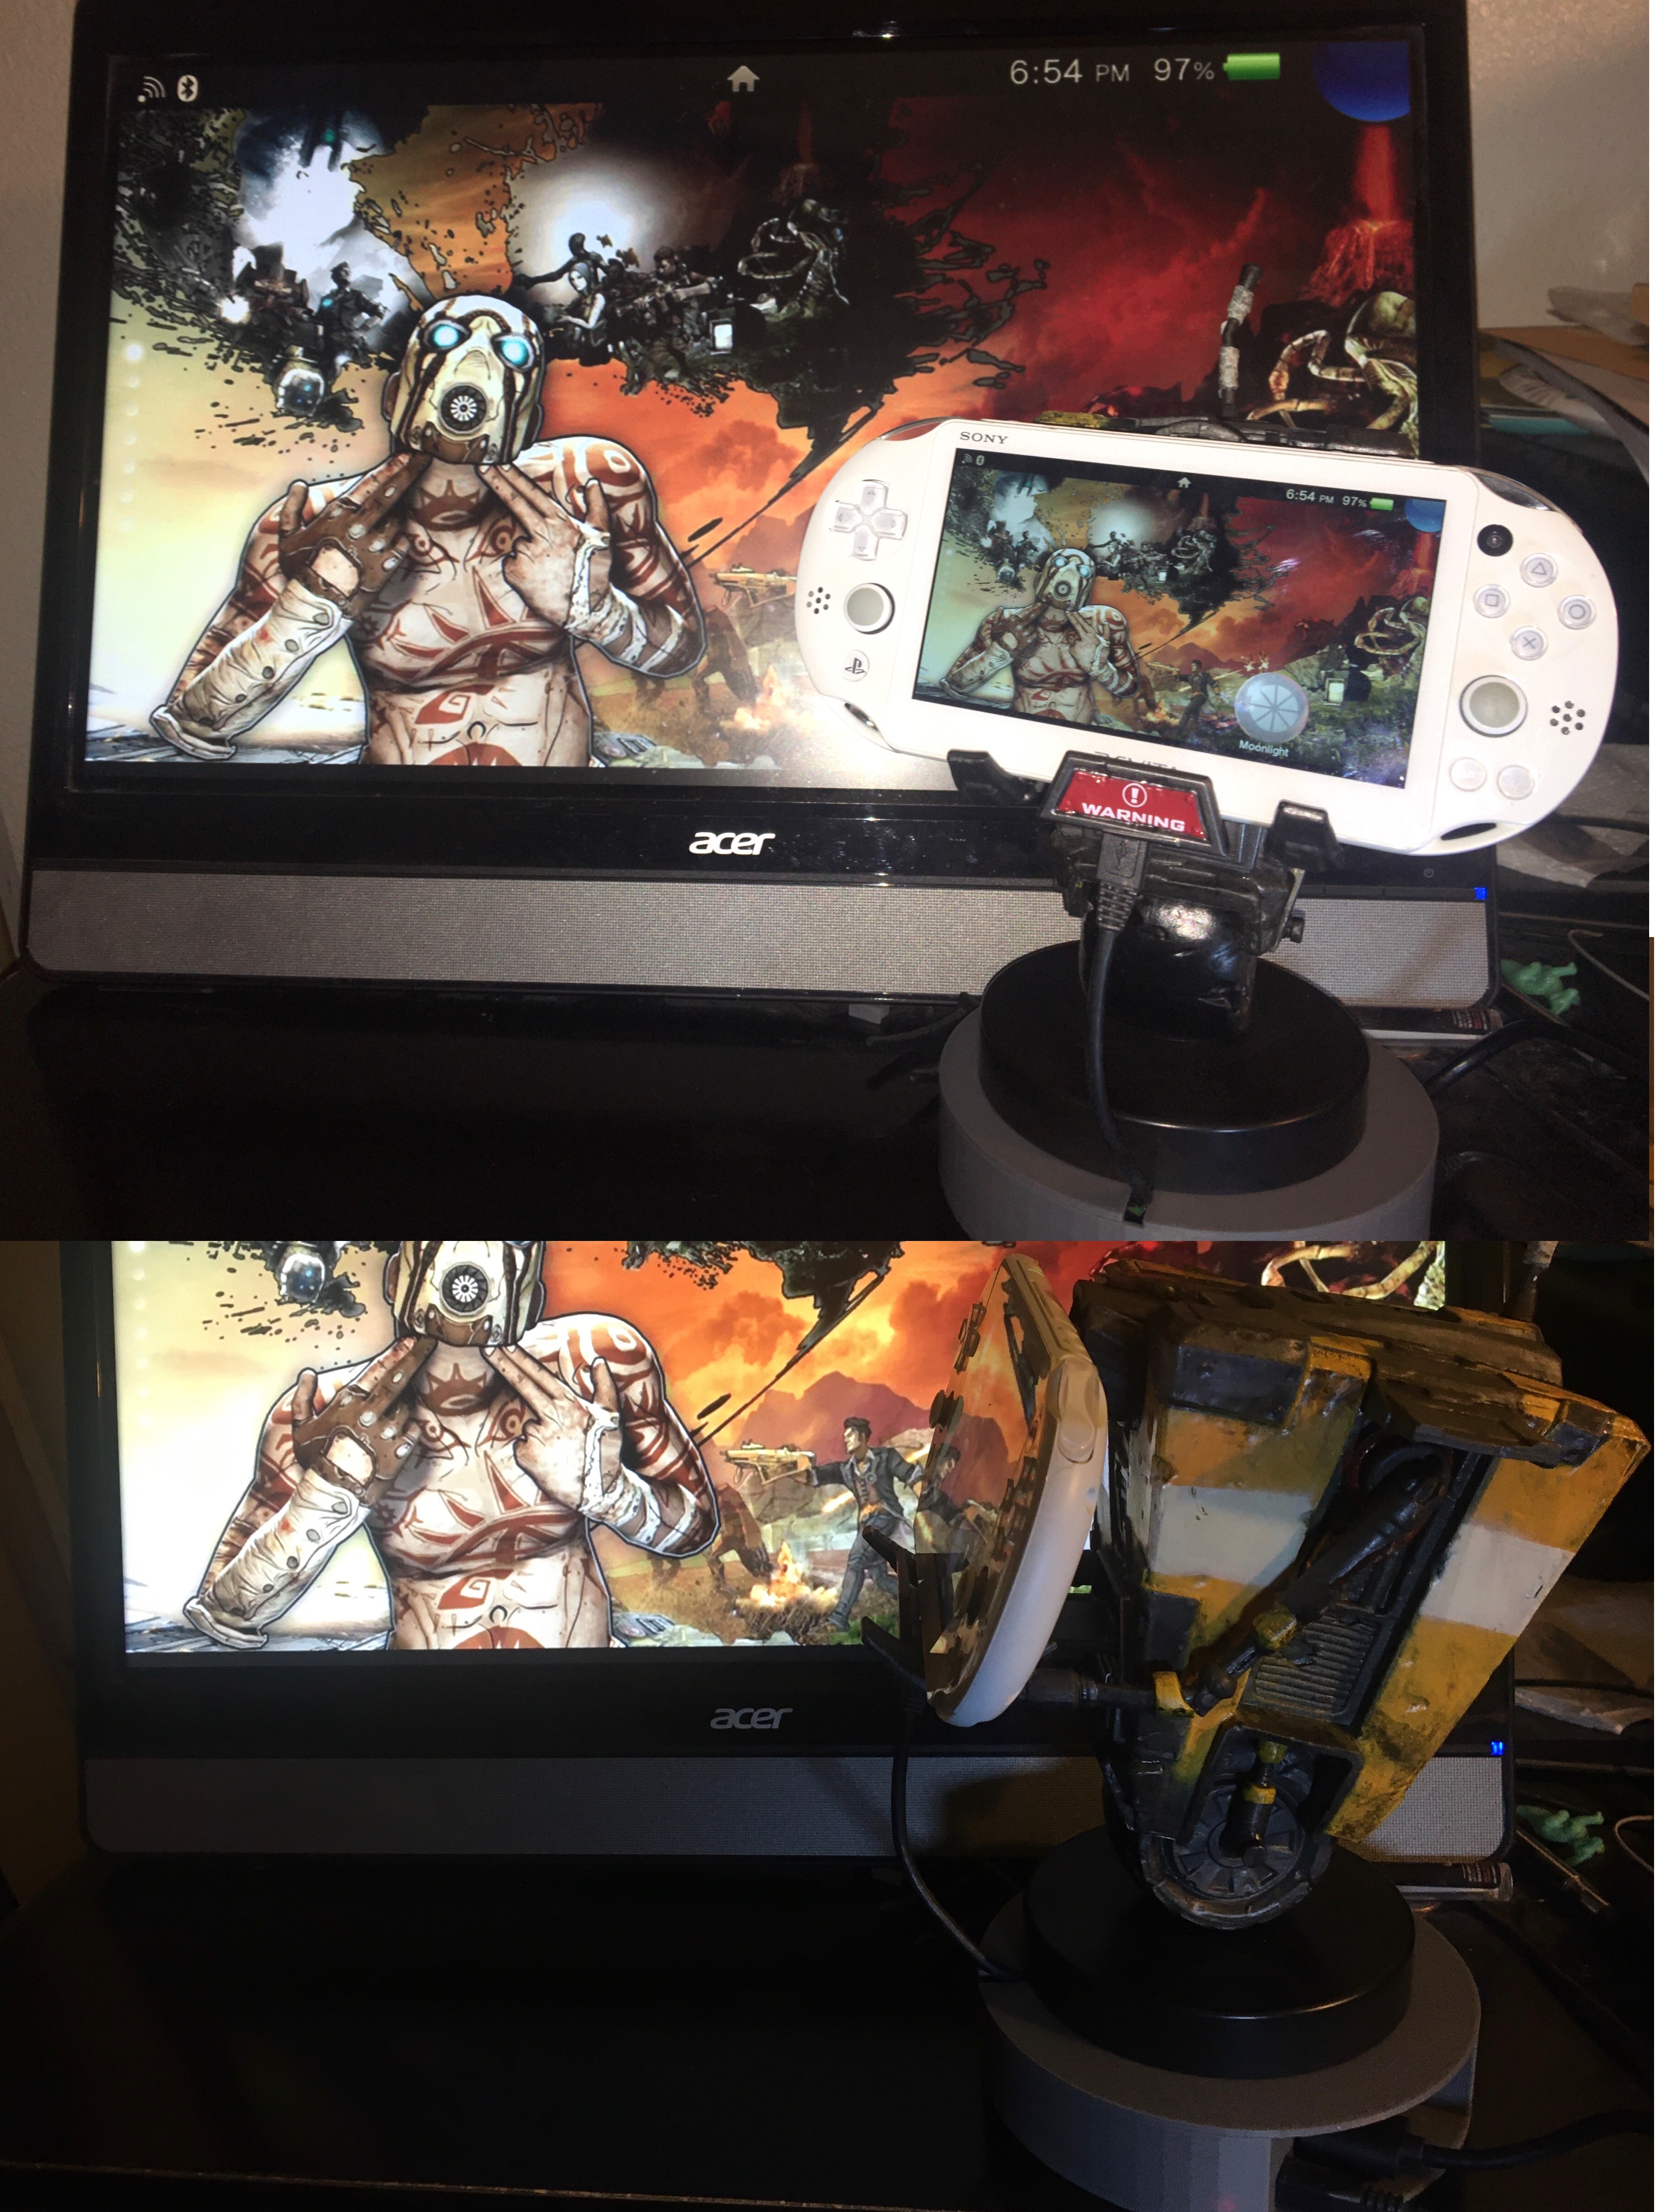 6:54 PM 97%
SONY
6:54 PM 97%
Moonlight
WARNING
acer
acer